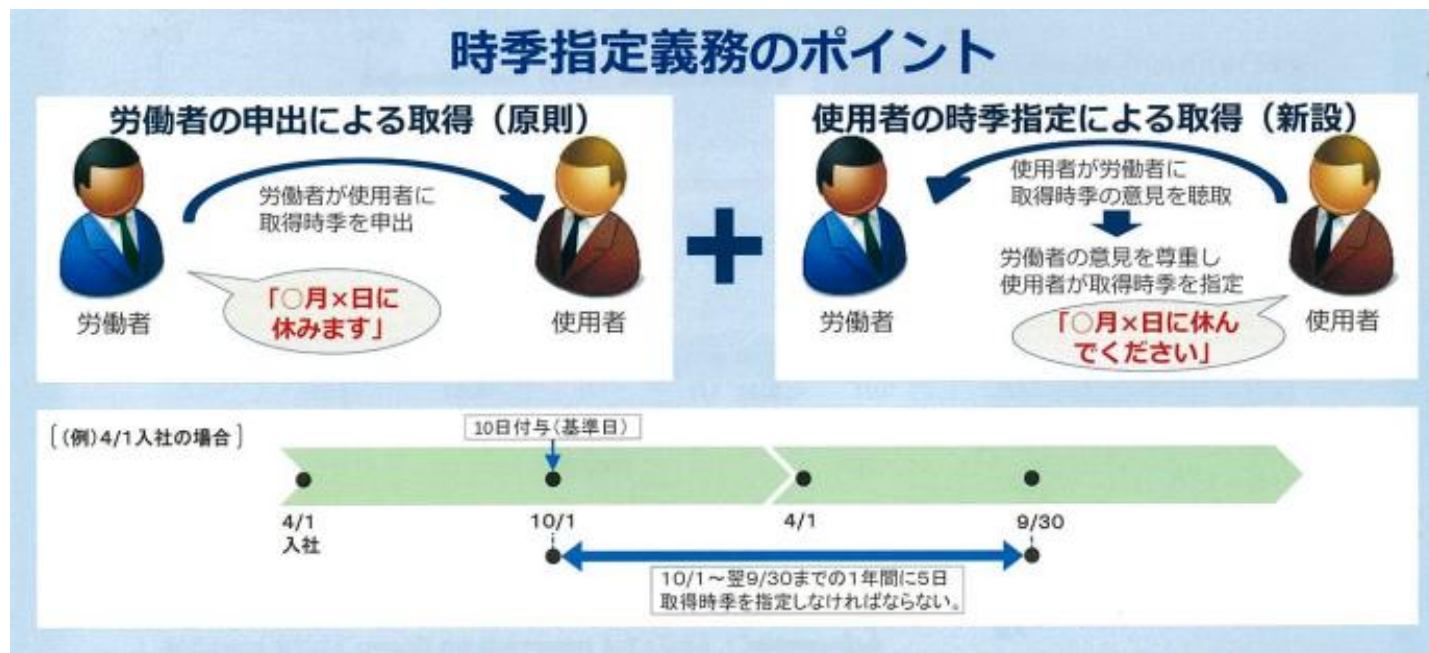 時季指定義務のポイント
労働者の申出による取得（原則）
労働者が使用者に
取得時季を申出
「○月×日に
休みます」
労働者
使用者
使用者の時季指定による取得（新設）
使用者が労働者に
取得時季の意見を聴取
労働者の意見を尊重し
使用者が取得時季を指定
「○月×日に休ん
でください」
労働者
使用者
［（例）4/1入社の場合］
10日付与（基準日）
4/1
入社
10/1
4/1
9/30
10/1～翌9/30までの1年間に5日
取得時季を指定しなければならない。